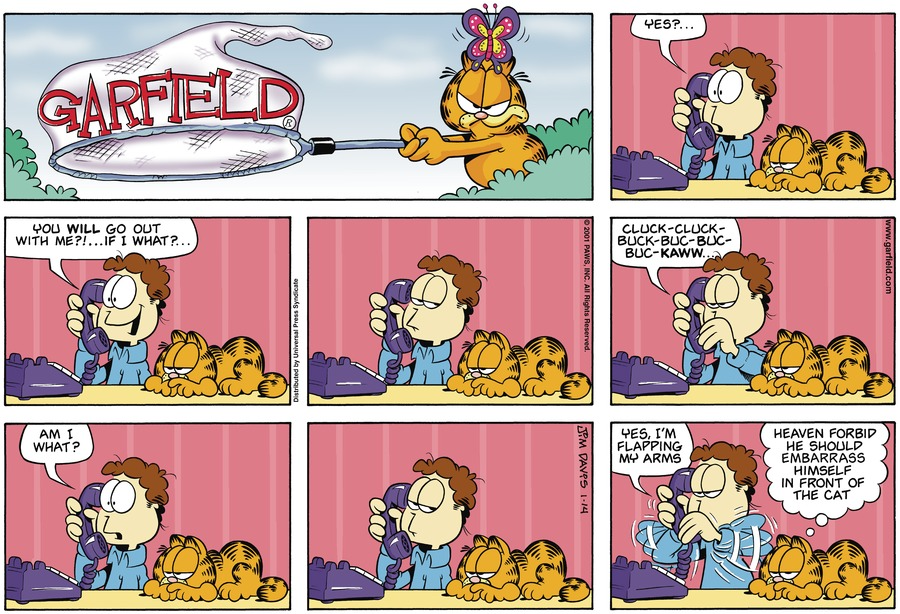 GARFIELD
®
YES?...
YOU WILL GO OUT
WITH ME?!...IF I WHAT?...
Distributed by Universal Press Syndicate
© 2001 PAWS, INC. All Rights Reserved.
CLUCK-CLUCK-
BUCK-BUC-BUC-
BUC-KAWW...
www.garfield.com
AM I
WHAT?
JIM DAVIS 1-14
YES, I'M
FLAPPING
MY ARMS
HEAVEN FORBID
HE SHOULD
EMBARRASS
HIMSELF
IN FRONT OF
THE CAT